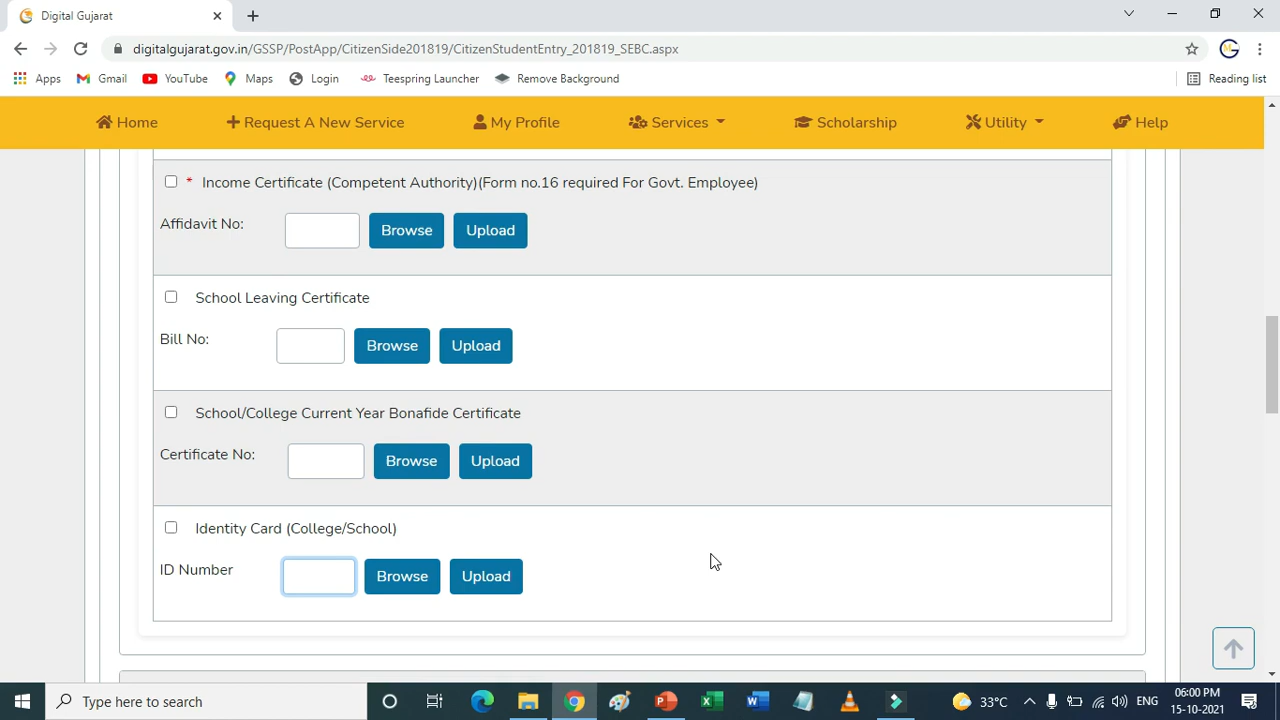 Digital Gujarat
digitalgujarat.gov.in/GSSP/PostApp/CitizenSide201819/CitizenStudentEntry_201819_SEBC.aspx
Apps Gmail YouTube Maps Login Teespring Launcher Remove Background Reading list
Home Request A New Service My Profile Services Scholarship Utility Help
* Income Certificate (Competent Authority)(Form no.16 required For Govt. Employee)
Affidavit No: Browse Upload
School Leaving Certificate
Bill No: Browse Upload
School/College Current Year Bonafide Certificate
Certificate No: Browse Upload
Identity Card (College/School)
ID Number Browse Upload
Type here to search 33°C ENG 06:00 PM
15-10-2021